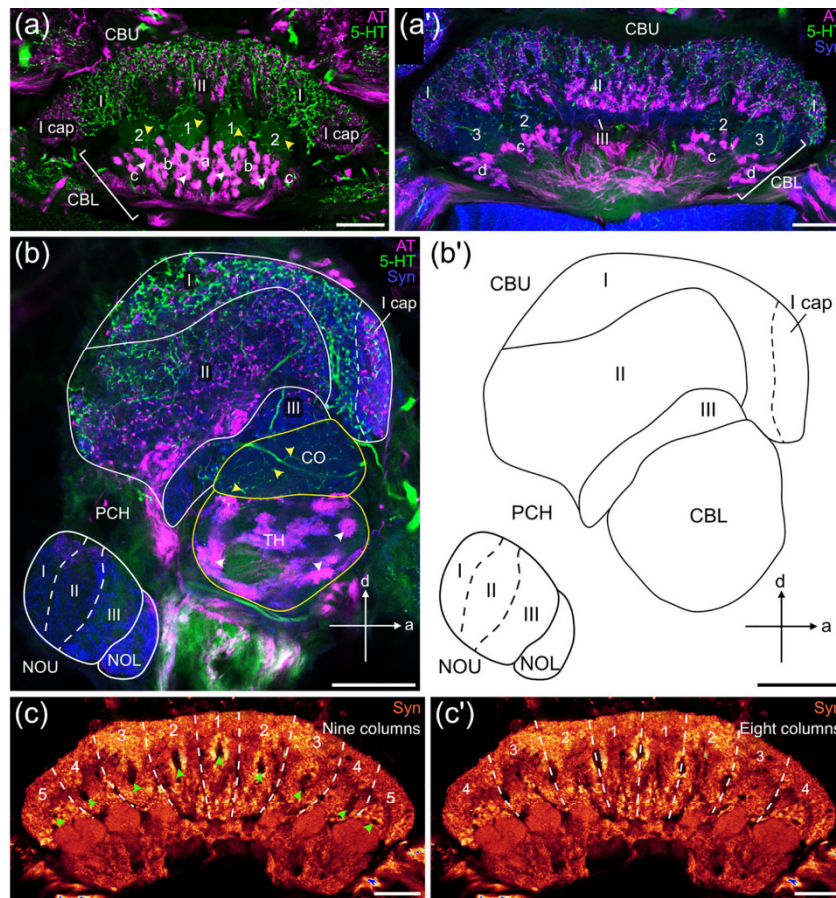 (a) CBU AT
5-HT
II
I I
I cap 2 1 1 2 I cap
c b a b c
CBL
(a') CBU AT
5-HT
Syn
II
I I
3 2 III 2 3
c c
d d
CBL
(b) AT
5-HT
Syn
I
I cap
II
III
CO
PCH
TH
I
II
III
NOU NOL
d
a
(b')
CBU I
I cap
II
III
PCH CBL
I
II
III
NOU NOL
d
a
(c) Syn
Nine columns
5 4 3 2 1 2 3 4 5
(c') Syn
Eight columns
4 3 2 1 1 2 3 4